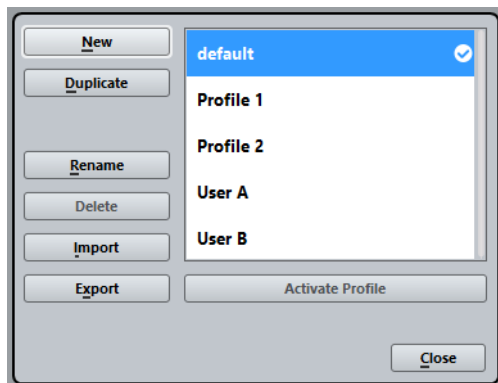 New
Duplicate
Rename
Delete
Import
Export
default
Profile 1
Profile 2
User A
User B
Activate Profile
Close